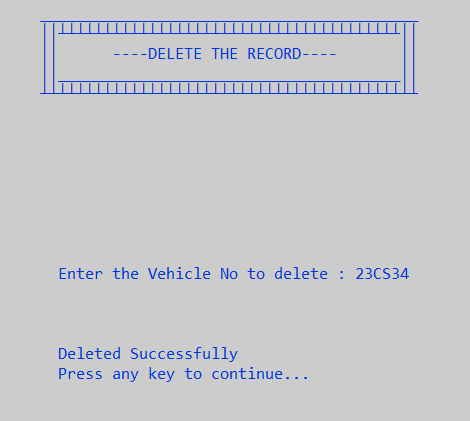 ----DELETE THE RECORD----
Enter the Vehicle No to delete : 23CS34
Deleted Successfully
Press any key to continue...